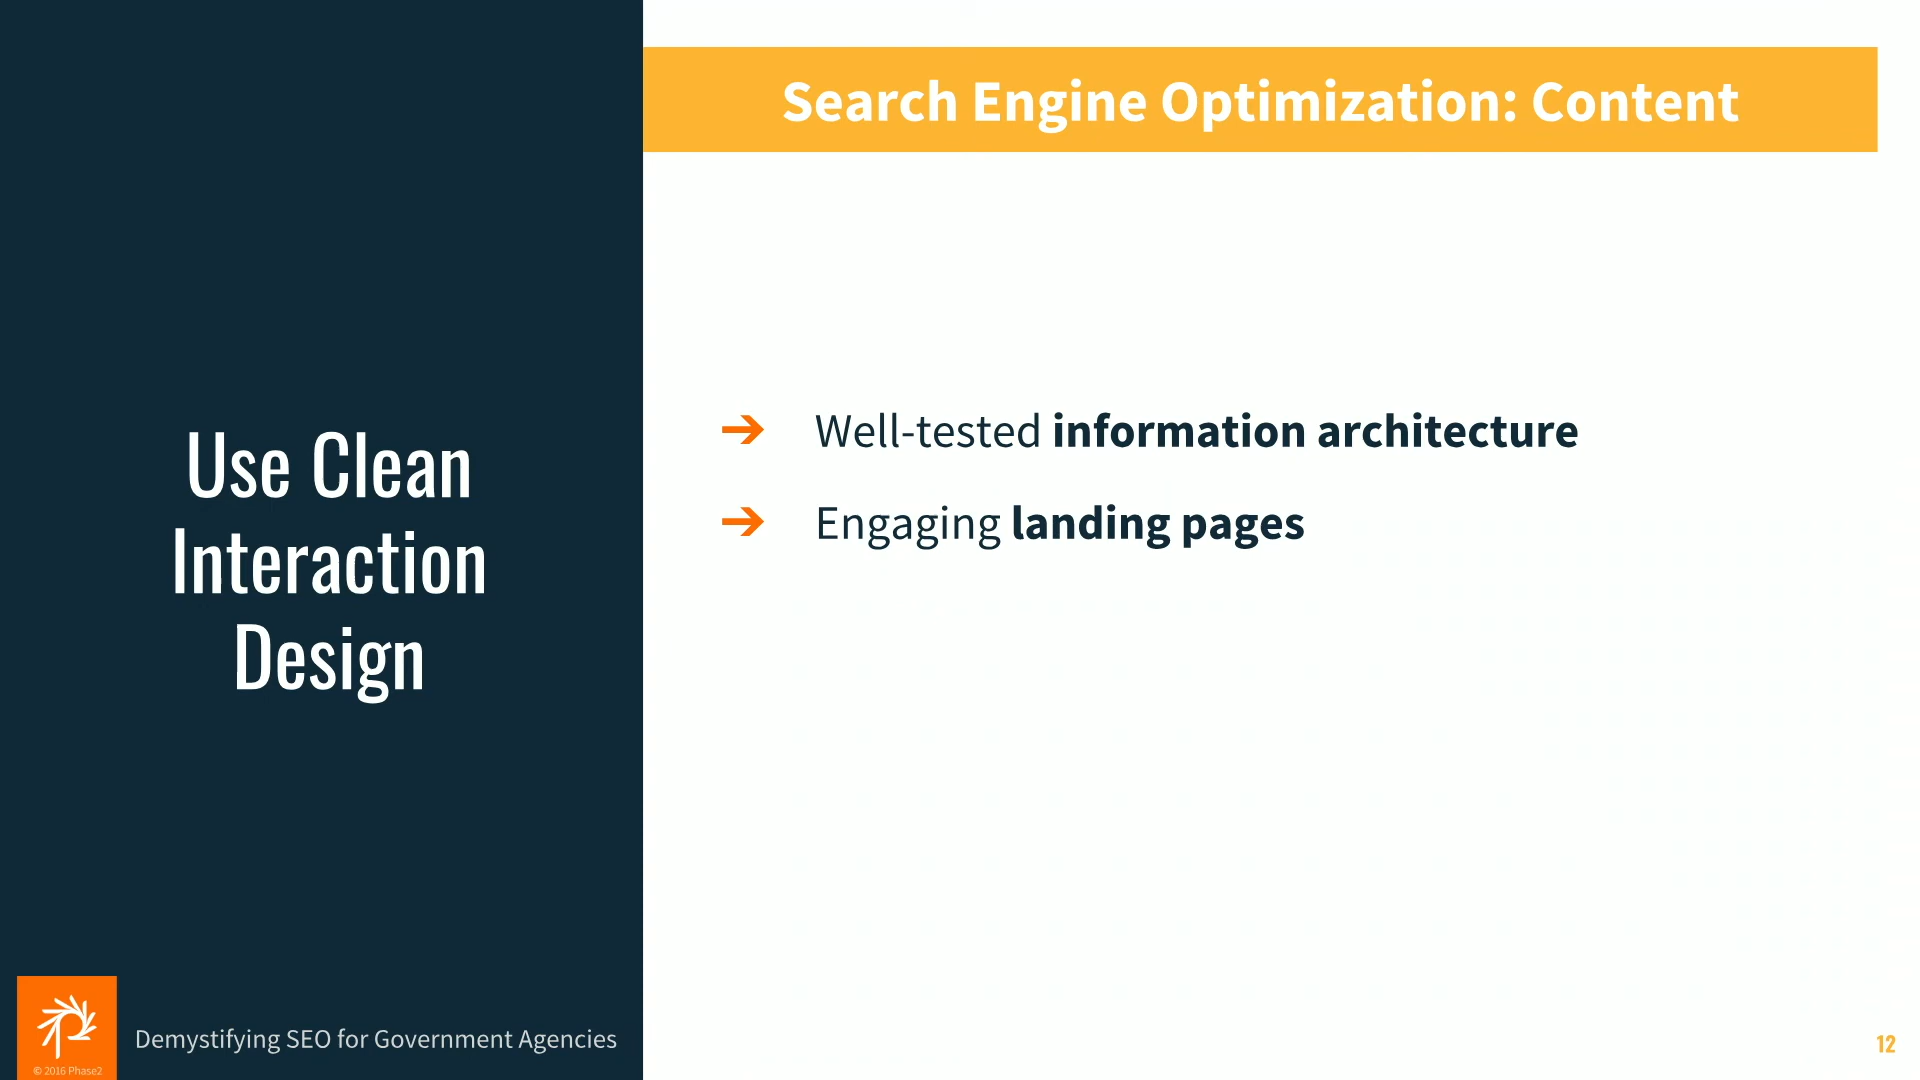 Search Engine Optimization: Content
Use Clean
Interaction
Design
➔ Well-tested information architecture
➔ Engaging landing pages
Demystifying SEO for Government Agencies
© 2016 Phase2
12